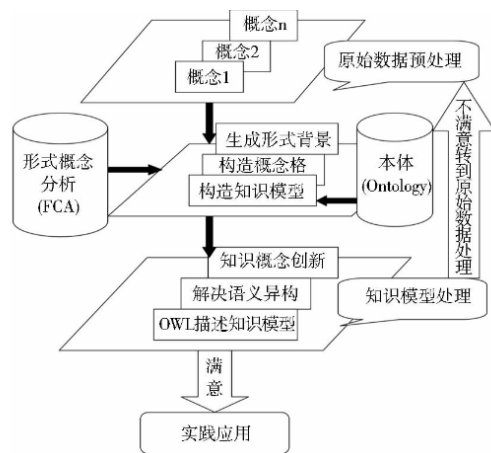 概念n
概念2
概念1
原始数据预处理
形式概念
分析
(FCA)
生成形式背景
构造概念格
构造知识模型
本体
(Ontology)
不满意转到原始数据处理
知识概念创新
解决语义异构
OWL描述知识模型
知识模型处理
满意
实践应用